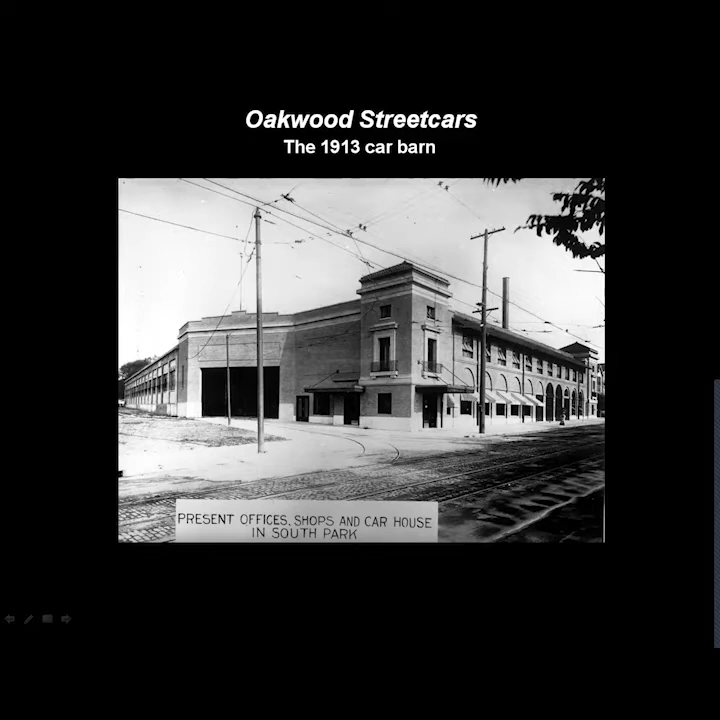 Oakwood Streetcars
The 1913 car barn
PRESENT OFFICES, SHOPS AND CAR HOUSE
IN SOUTH PARK